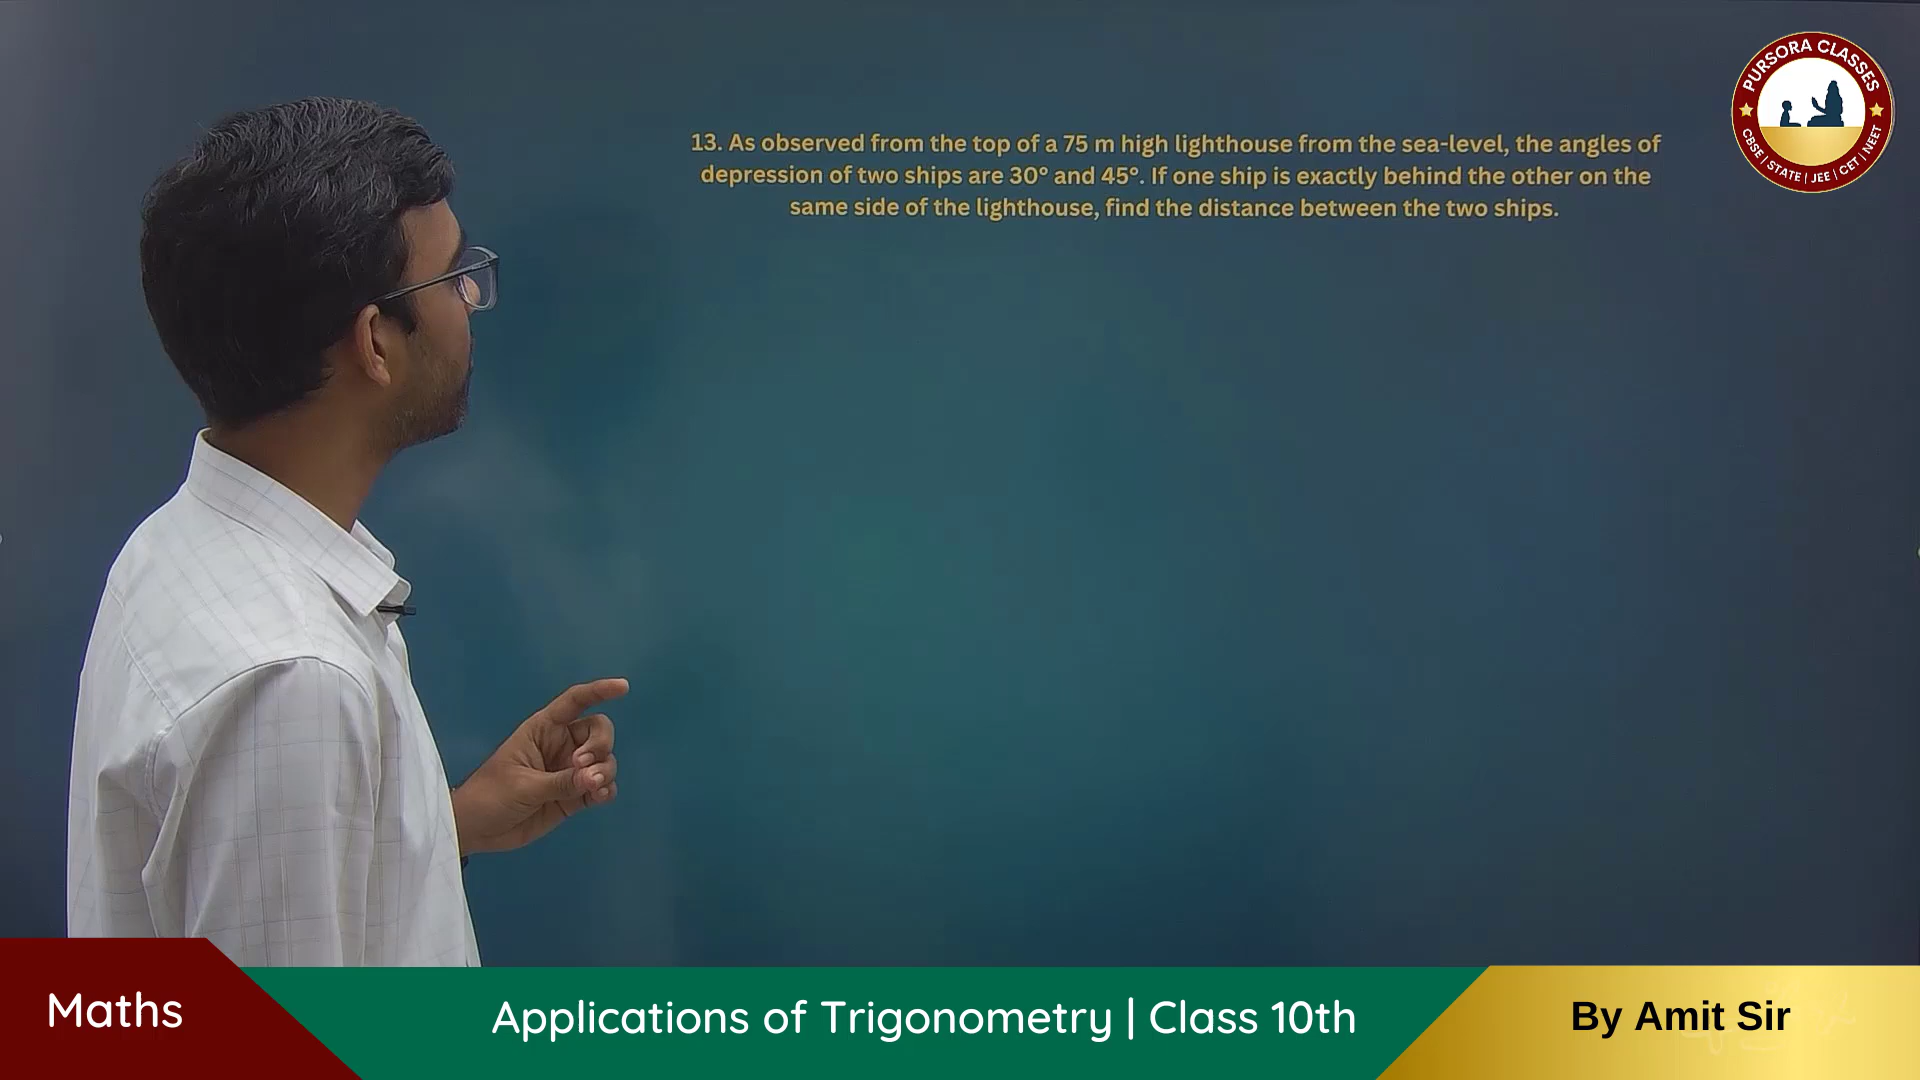 PURSORA CLASSES
CBSE | STATE | JEE | CET | NEET
13. As observed from the top of a 75 m high lighthouse from the sea-level, the angles of
depression of two ships are 30° and 45°. If one ship is exactly behind the other on the
same side of the lighthouse, find the distance between the two ships.
Maths
Applications of Trigonometry | Class 10th
By Amit Sir